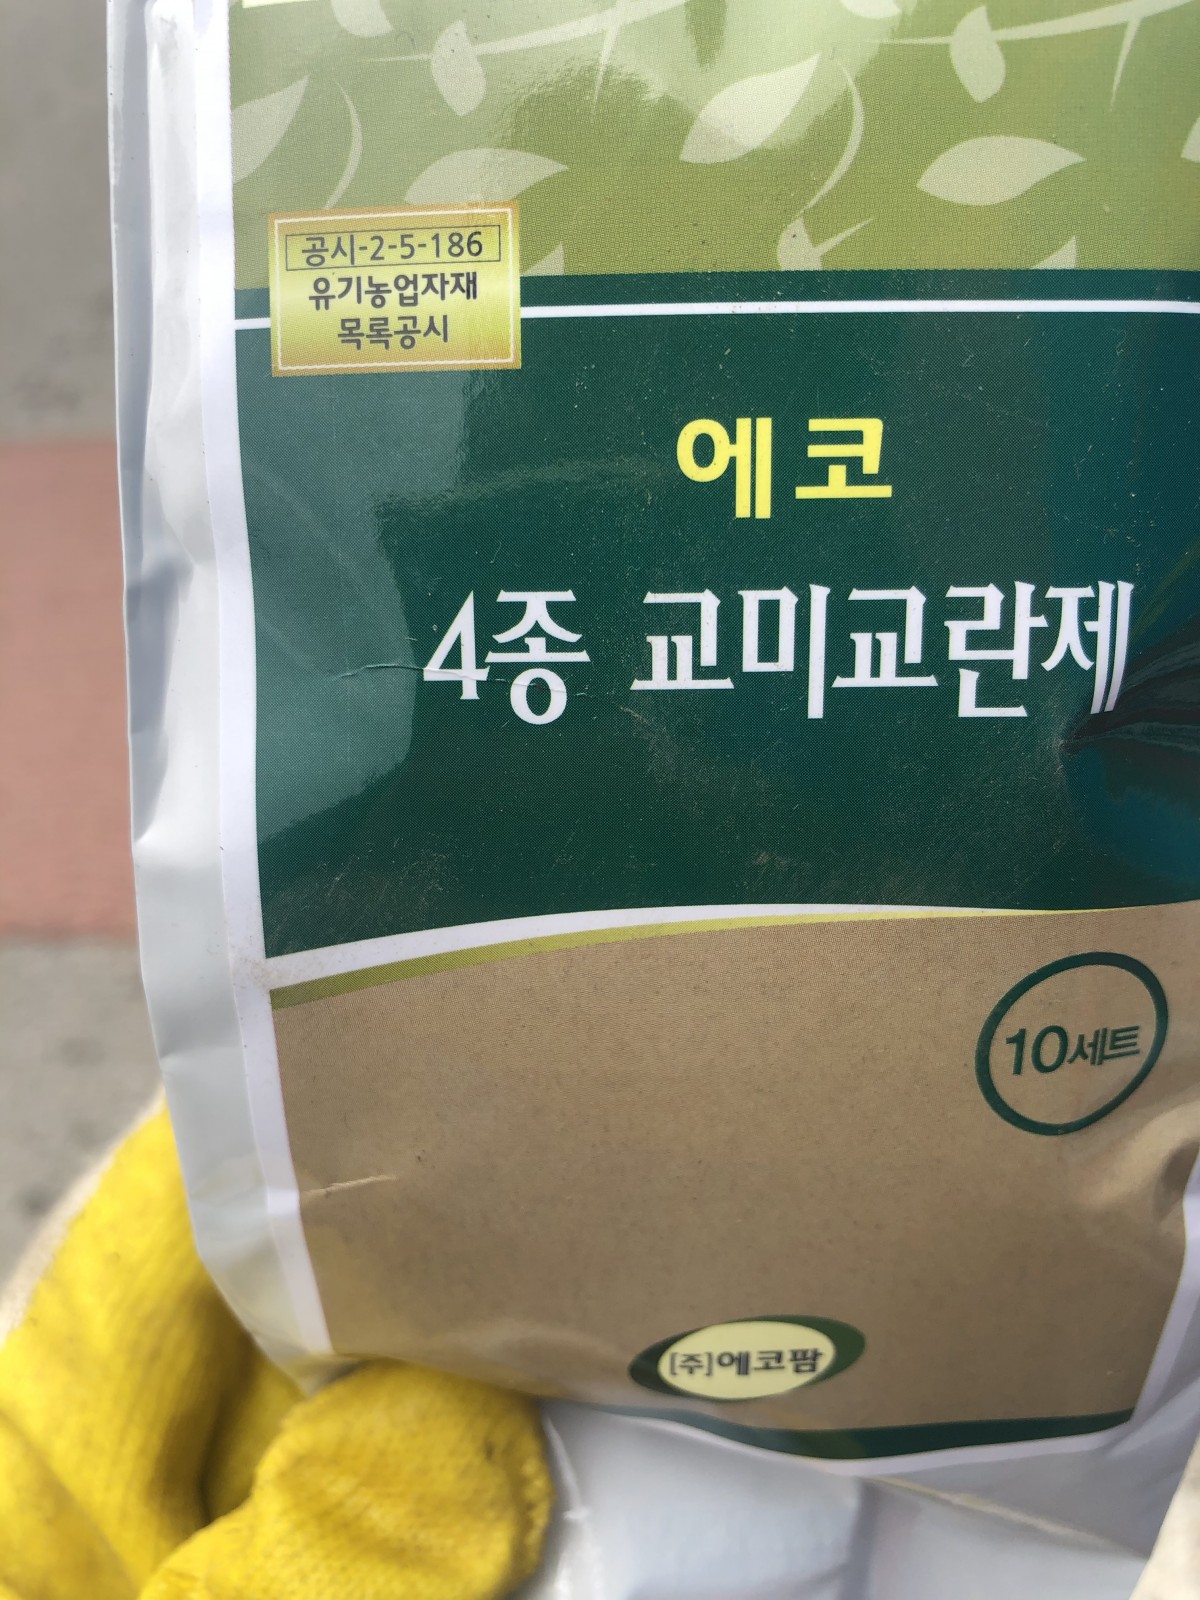 공시-2-5-186
유기농업자재
목록공시
에코
4종 교미교란제
10세트
[주]에코팜